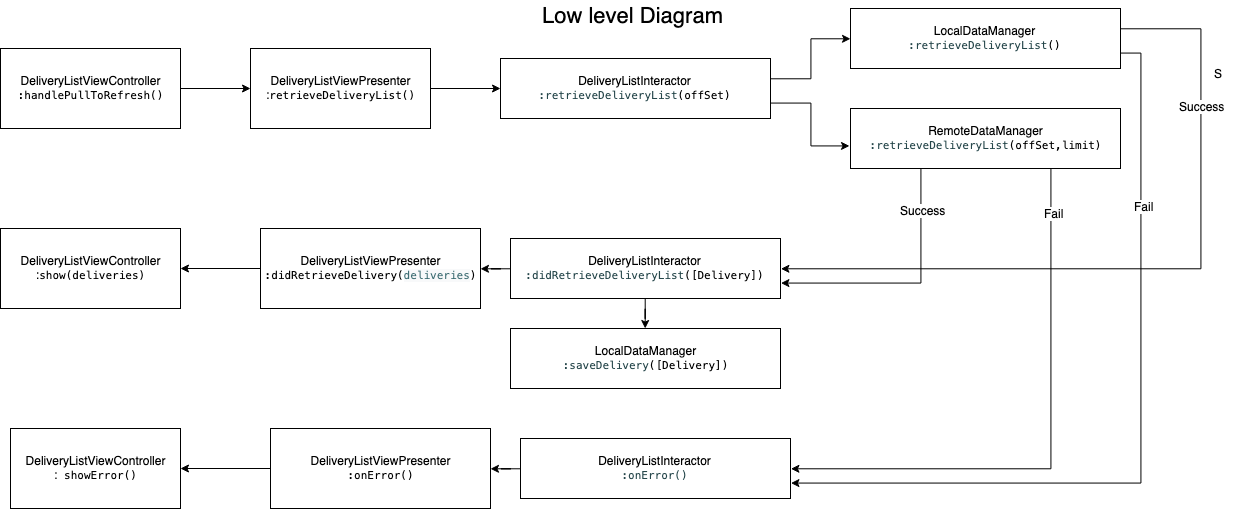 Low level Diagram
LocalDataManager
:retrieveDeliveryList()
DeliveryListViewController
:handlePullToRefresh()
DeliveryListViewPresenter
:retrieveDeliveryList()
DeliveryListInteractor
:retrieveDeliveryList(offSet)
S
Success
RemoteDataManager
:retrieveDeliveryList(offSet,limit)
Success
Fail
Fail
DeliveryListViewController
:show(deliveries)
DeliveryListViewPresenter
:didRetrieveDelivery(deliveries)
DeliveryListInteractor
:didRetrieveDeliveryList([Delivery])
LocalDataManager
:saveDelivery([Delivery])
DeliveryListViewController
: showError()
DeliveryListViewPresenter
:onError()
DeliveryListInteractor
:onError()